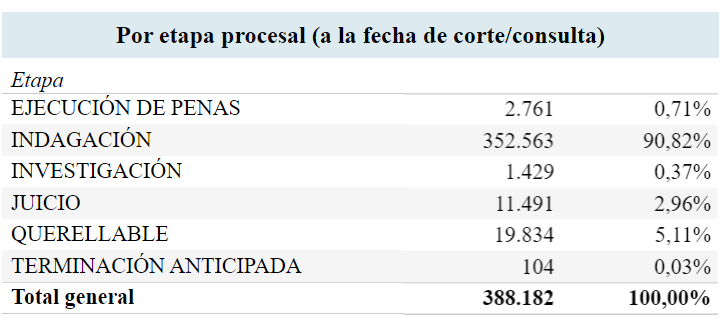 Por etapa procesal (a la fecha de corte/consulta)
Etapa
EJECUCIÓN DE PENAS 2.761 0,71%
INDAGACIÓN 352.563 90,82%
INVESTIGACIÓN 1.429 0,37%
JUICIO 11.491 2,96%
QUERELLABLE 19.834 5,11%
TERMINACIÓN ANTICIPADA 104 0,03%
Total general 388.182 100,00%